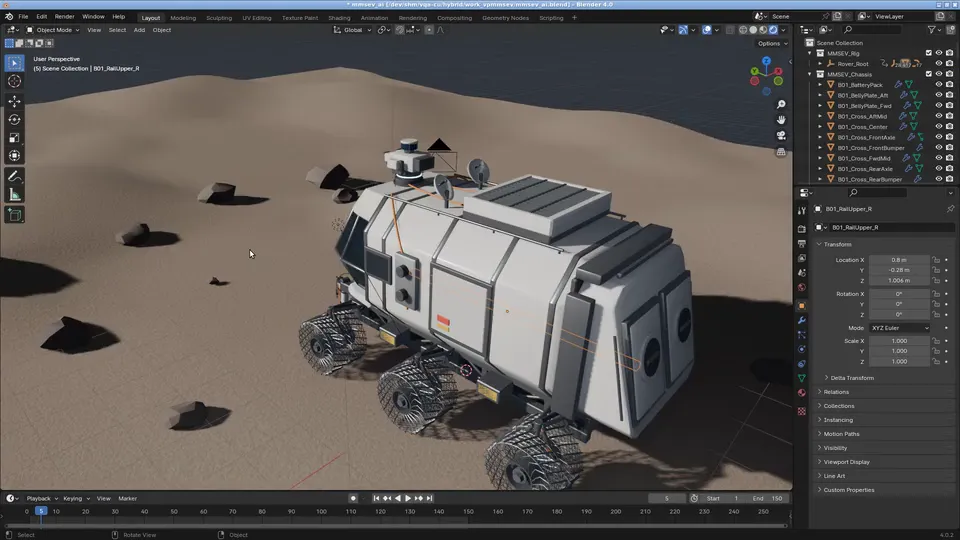 * mmsev_ai [/dev/shm/vgs-co/hybrid/work_vpmmsev/mmsev_ai.blend] - Blender 4.0
File Edit Render Window Help Layout Modeling Sculpting UV Editing Texture Paint Shading Animation Rendering Compositing Geometry Nodes Scripting Scene ViewLayer
Object Mode View Select Add Object Global
Options
User Perspective
(5) Scene Collection | B01_RailUpper_R
Z
Y
X
Scene Collection
MMSEV_Rig
Rover_Root
MMSEV_Chassis
B01_BatteryPack
B01_BellyPlate_Aft
B01_BellyPlate_Fwd
B01_Cross_AftMid
B01_Cross_Center
B01_Cross_FrontAxle
B01_Cross_FrontBumper
B01_Cross_FwdMid
B01_Cross_RearAxle
B01_Cross_RearBumper
B01_RailUpper_R
B01_RailUpper_R
Transform
Location X 0.8 m
Y -0.28 m
Z 1.006 m
Rotation X 0°
Y 0°
Z 0°
Mode XYZ Euler
Scale X 1.000
Y 1.000
Z 1.000
Delta Transform
Relations
Collections
Instancing
Motion Paths
Visibility
Viewport Display
Line Art
Custom Properties
Playback Keying View Marker 5 Start 1 End 150
0 5 10 20 30 40 50 60 70 80 90 100 110 120 130 140 150 160 170 180 190 200 210 220 230 240 250
Select Rotate View Object 4.0.2